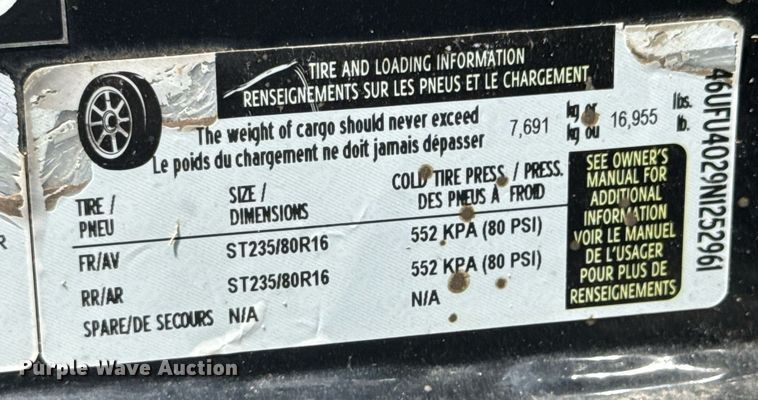 TIRE AND LOADING INFORMATION
RENSEIGNEMENTS SUR LES PNEUS ET LE CHARGEMENT
The weight of cargo should never exceed 7,691 kg or 16,955 lbs.
Le poids du chargement ne doit jamais dépasser kg ou lb.
TIRE / PNEU SIZE / DIMENSIONS COLD TIRE PRESS / PRESS. DES PNEUS À FROID
FR/AV ST235/80R16 552 KPA (80 PSI)
RR/AR ST235/80R16 552 KPA (80 PSI)
SPARE/DE SECOURS N/A N/A
SEE OWNER'S
MANUAL FOR
ADDITIONAL
INFORMATION
VOIR LE MANUEL
DE L'USAGER
POUR PLUS DE
RENSEIGNEMENTS
46UFU4029N1252961
R
Purple Wave Auction